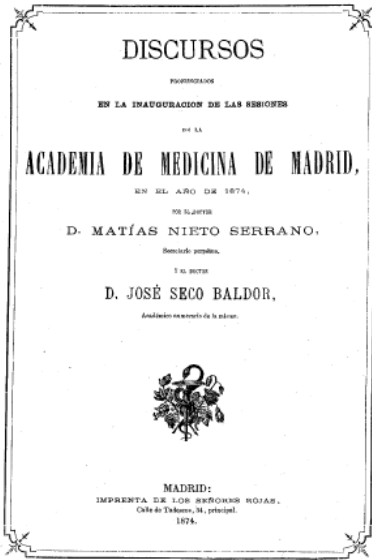 DISCURSOS
PRONUNCIADOS
EN LA INAUGURACION DE LAS SESIONES
DE LA
ACADEMIA DE MEDICINA DE MADRID,
EN EL AÑO DE 1874,
POR EL DOCTOR
D. MATÍAS NIETO SERRANO,
Secretario perpétuo,
Y EL DOCTOR
D. JOSÉ SECO BALDOR,
Académico numerario de la misma.
MADRID:
IMPRENTA DE LOS SEÑORES ROJAS,
Calle de Tudescos, 34, principal.
1874.